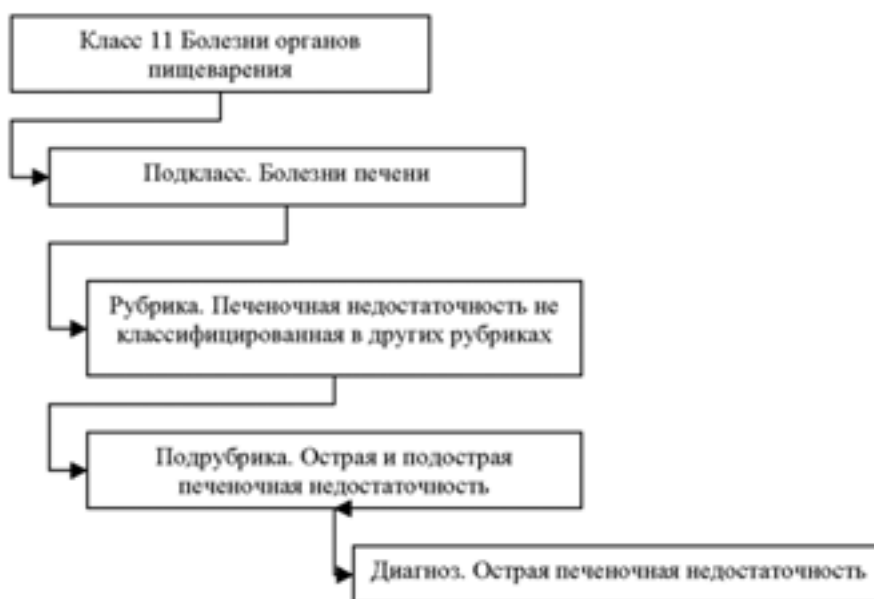 Класс 11 Болезни органов
пищеварения
Подкласс. Болезни печени
Рубрика. Печеночная недостаточность не
классифицированная в других рубриках
Подрубрика. Острая и подострая
печеночная недостаточность
Диагноз. Острая печеночная недостаточность